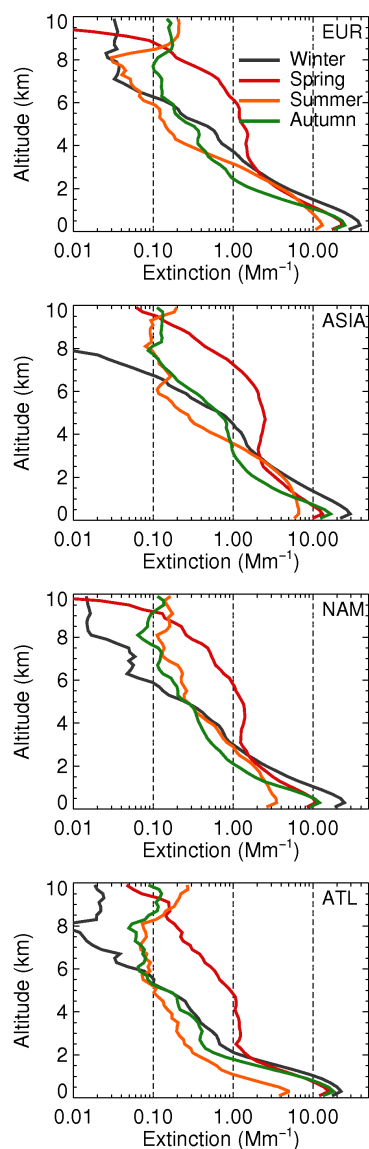 10
EUR
Winter
8
Spring
Summer
6
Autumn
4
2
0
Altitude (km)
0.01 0.10 1.00 10.00
Extinction (Mm⁻¹)
10
ASIA
8
6
4
2
0
Altitude (km)
0.01 0.10 1.00 10.00
Extinction (Mm⁻¹)
10
NAM
8
6
4
2
0
Altitude (km)
0.01 0.10 1.00 10.00
Extinction (Mm⁻¹)
10
ATL
8
6
4
2
0
Altitude (km)
0.01 0.10 1.00 10.00
Extinction (Mm⁻¹)